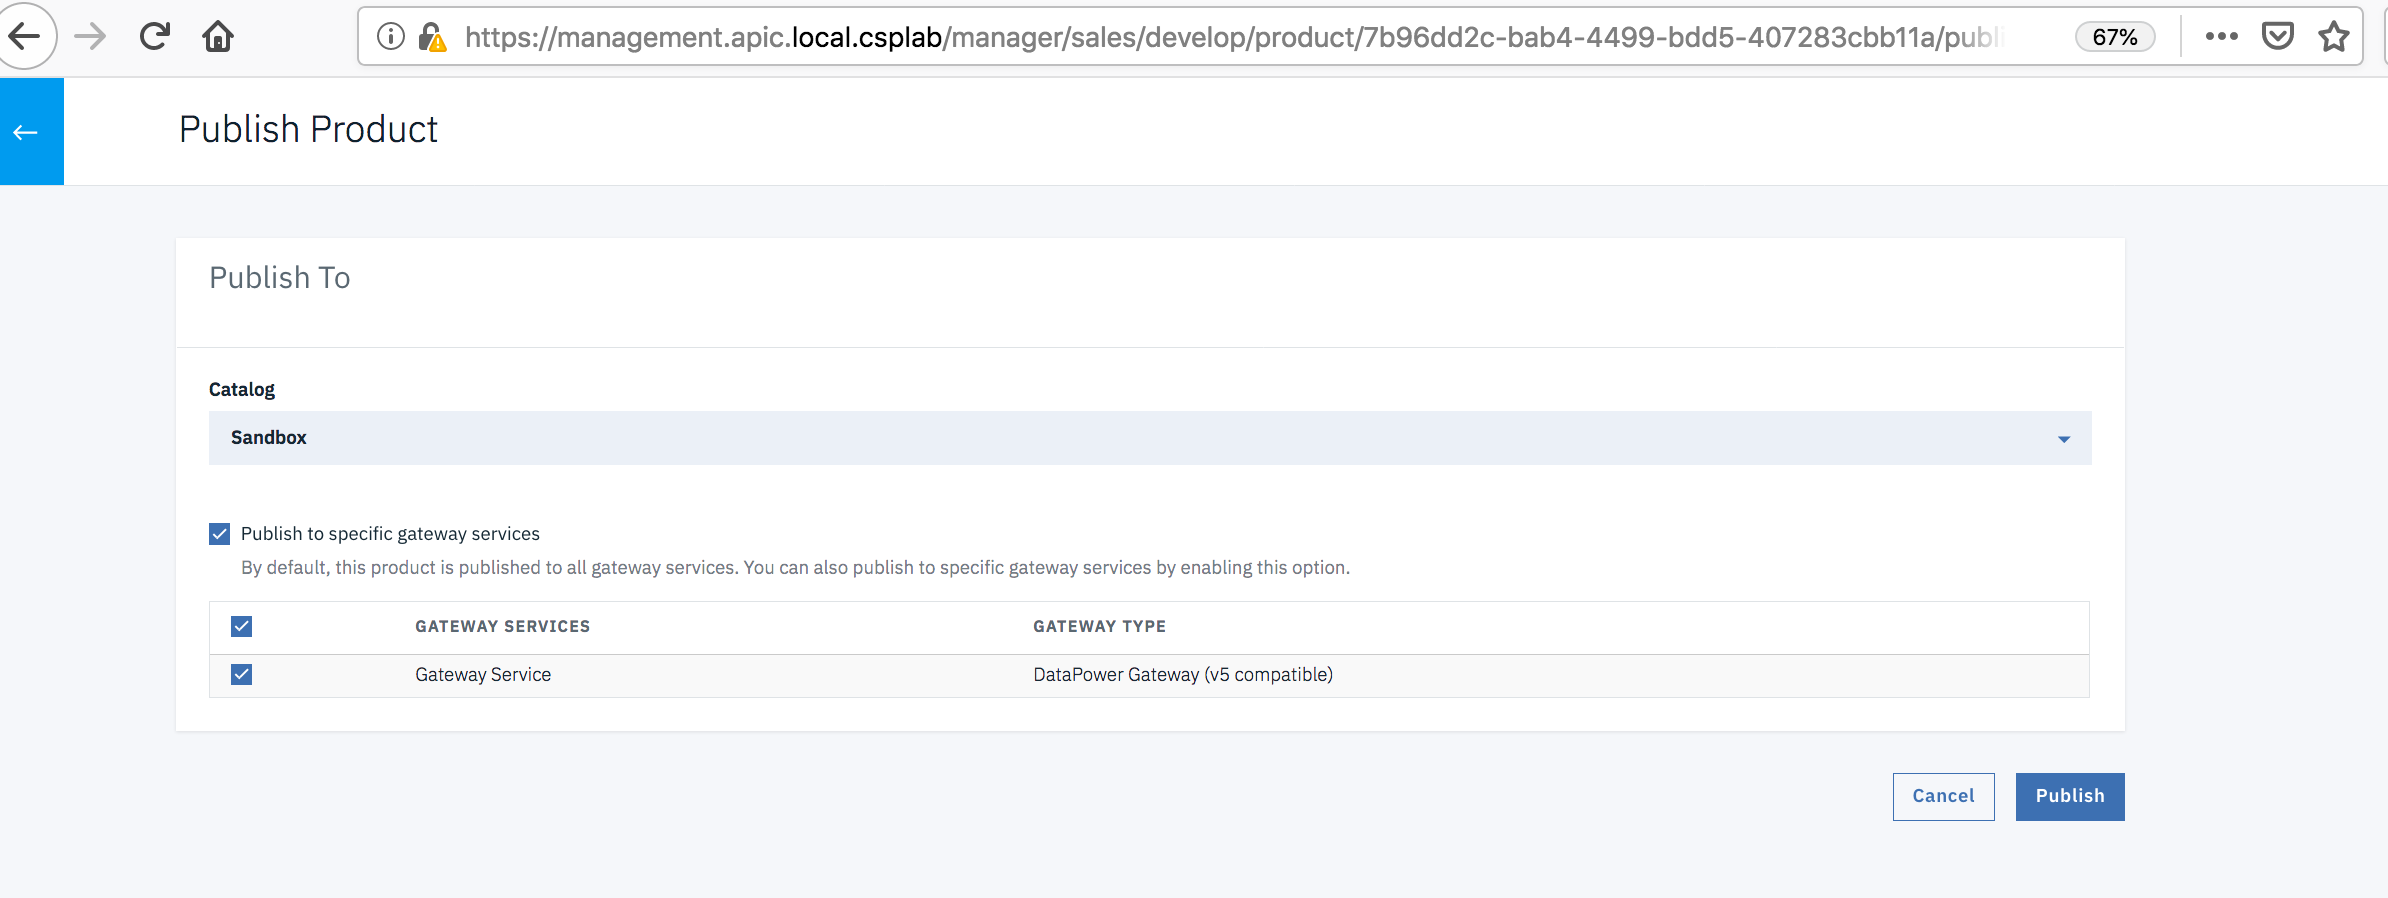 https://management.apic.local.csplab/manager/sales/develop/product/7b96dd2c-bab4-4499-bdd5-407283cbb11a/publi
67%
Publish Product
Publish To
Catalog
Sandbox
Publish to specific gateway services
By default, this product is published to all gateway services. You can also publish to specific gateway services by enabling this option.
GATEWAY SERVICES GATEWAY TYPE
Gateway Service DataPower Gateway (v5 compatible)
Cancel Publish